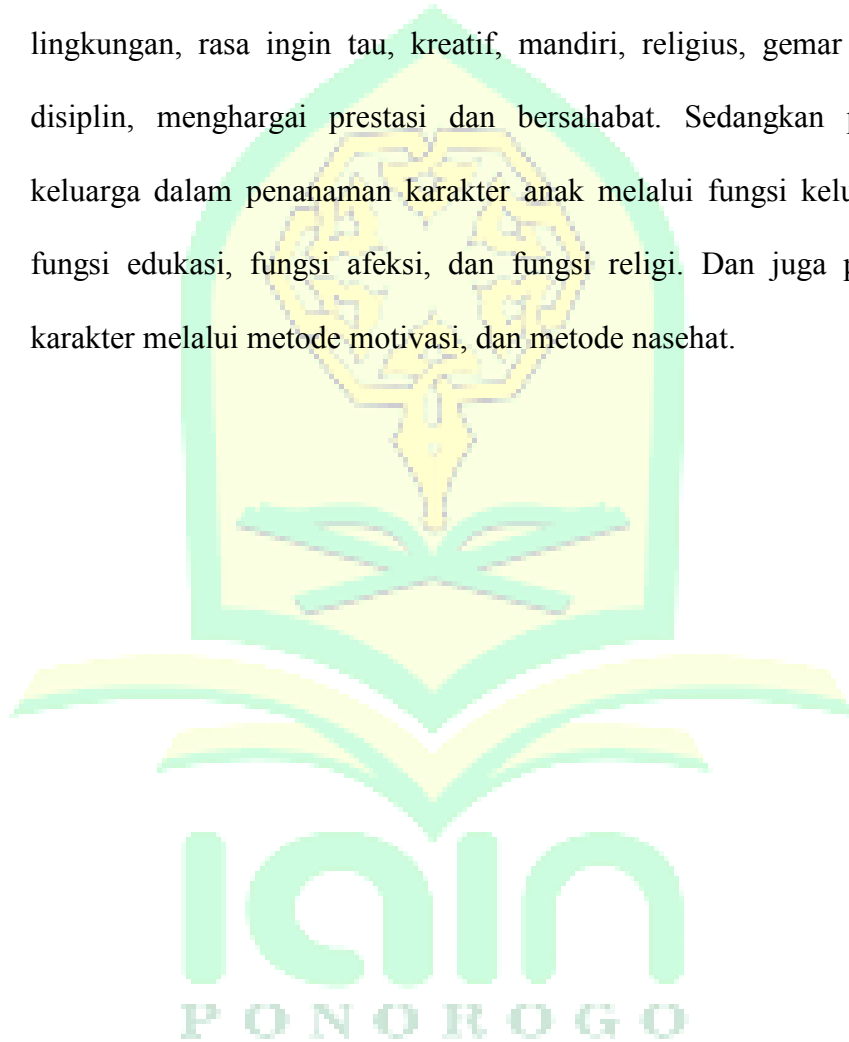 lingkungan, rasa ingin tau, kreatif, mandiri, religius, gemar
disiplin, menghargai prestasi dan bersahabat. Sedangkan
keluarga dalam penanaman karakter anak melalui fungsi
fungsi edukasi, fungsi afeksi, dan fungsi religi. Dan juga
karakter melalui metode motivasi, dan metode nasehat.
iain
PONOROGO